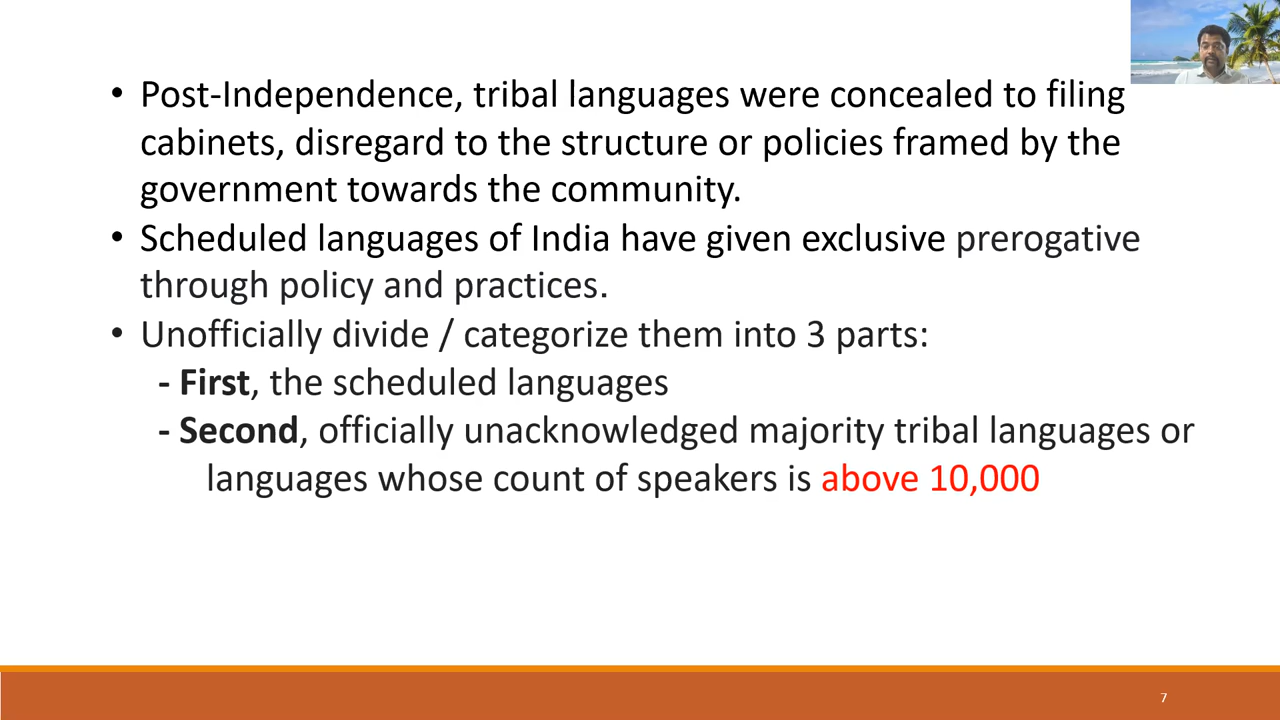 • Post-Independence, tribal languages were concealed to filing
cabinets, disregard to the structure or policies framed by the
government towards the community.
• Scheduled languages of India have given exclusive prerogative
through policy and practices.
• Unofficially divide / categorize them into 3 parts:
- First, the scheduled languages
- Second, officially unacknowledged majority tribal languages or
languages whose count of speakers is above 10,000
7